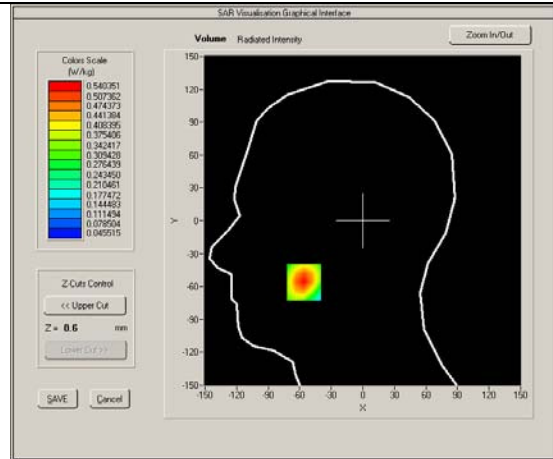 SAR Visualisation Graphical Interface
Volume Radiated Intensity
Zoom In/Out
Colors Scale
(W/kg)
0.540351
0.507362
0.474373
0.441384
0.408395
0.375406
0.342417
0.309428
0.276439
0.243450
0.210461
0.177472
0.144483
0.111494
0.078504
0.045515
150
120
90
60
30
0
-30
-60
-90
-120
-150
Y
-150 -120 -90 -60 -30 0 30 60 90 120 150
X
Z-Cuts Control
<< Upper Cut
Z = 0.6 mm
Lower Cut >>
SAVE Cancel